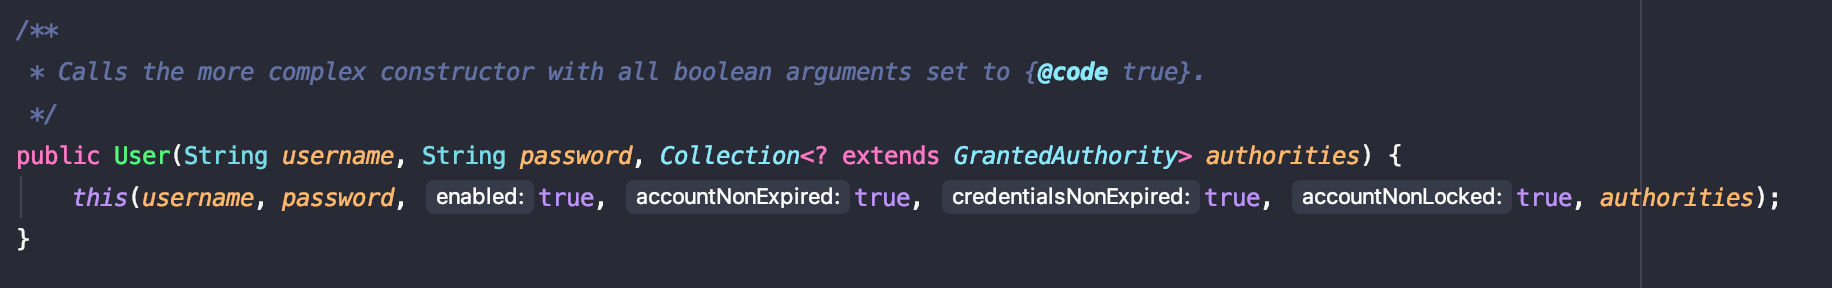 /**
 * Calls the more complex constructor with all boolean arguments set to {@code true}.
 */
public User(String username, String password, Collection<? extends GrantedAuthority> authorities) {
    this(username, password, enabled: true, accountNonExpired: true, credentialsNonExpired: true, accountNonLocked: true, authorities);
}